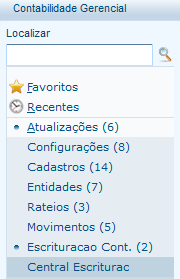 Contabilidade Gerencial
Localizar
Favoritos
Recentes
Atualizações (6)
Configurações (8)
Cadastros (14)
Entidades (7)
Rateios (3)
Movimentos (5)
Escrituracao Cont. (2)
Central Escriturac